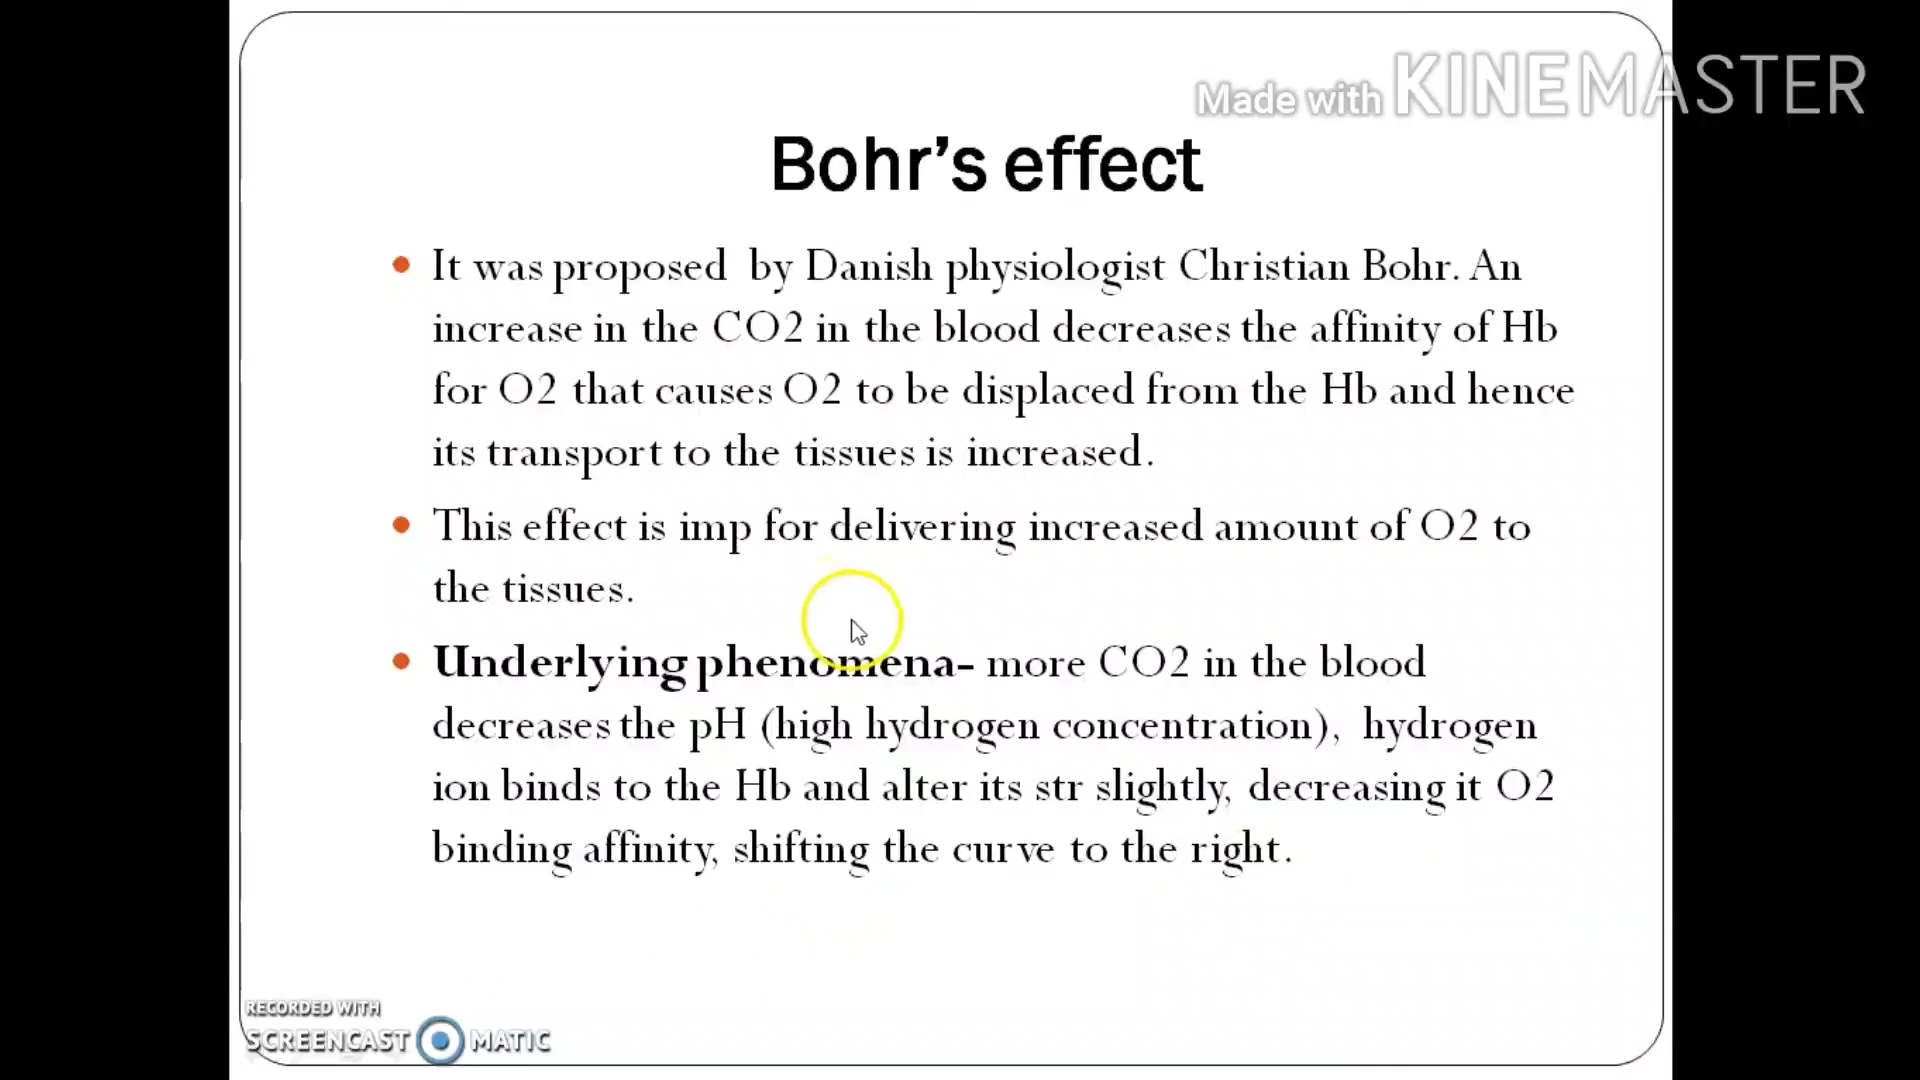 Made with KINEMASTER
Bohr's effect
• It was proposed by Danish physiologist Christian Bohr. An
increase in the CO2 in the blood decreases the affinity of Hb
for O2 that causes O2 to be displaced from the Hb and hence
its transport to the tissues is increased.
• This effect is imp for delivering increased amount of O2 to
the tissues.
• Underlying phenomena- more CO2 in the blood
decreases the pH (high hydrogen concentration), hydrogen
ion binds to the Hb and alter its str slightly, decreasing it O2
binding affinity, shifting the curve to the right.
RECORDED WITH
SCREENCAST MATIC